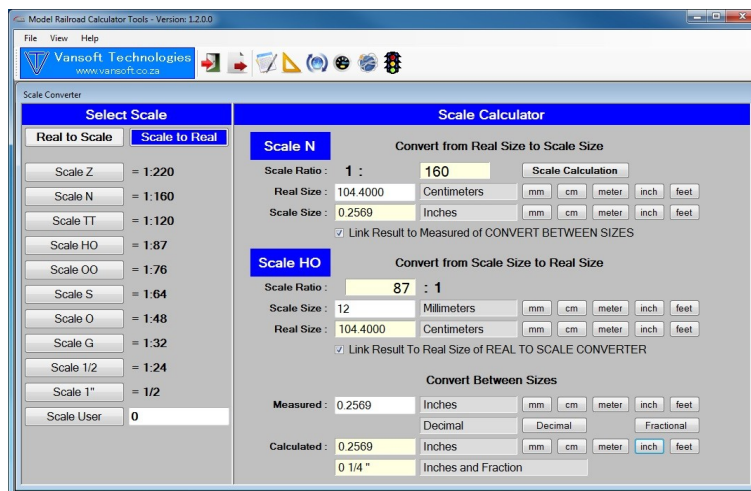 Model Railroad Calculator Tools - Version: 1.2.0.0
File View Help
Vansoft Technologies
www.vansoft.co.za
Scale Converter
Select Scale
Real to Scale Scale to Real
Scale Z = 1:220
Scale N = 1:160
Scale TT = 1:120
Scale HO = 1:87
Scale OO = 1:76
Scale S = 1:64
Scale O = 1:48
Scale G = 1:32
Scale 1/2 = 1:24
Scale 1" = 1/2
Scale User 0
Scale Calculator
Scale N Convert from Real Size to Scale Size
Scale Ratio : 1 : 160 Scale Calculation
Real Size : 104.4000 Centimeters mm cm meter inch feet
Scale Size : 0.2569 Inches mm cm meter inch feet
Link Result to Measured of CONVERT BETWEEN SIZES
Scale HO Convert from Scale Size to Real Size
Scale Ratio : 87 : 1
Scale Size : 12 Millimeters mm cm meter inch feet
Real Size : 104.4000 Centimeters mm cm meter inch feet
Link Result To Real Size of REAL TO SCALE CONVERTER
Convert Between Sizes
Measured : 0.2569 Inches mm cm meter inch feet
Decimal Decimal Fractional
Calculated : 0.2569 Inches mm cm meter inch feet
0 1/4 " Inches and Fraction